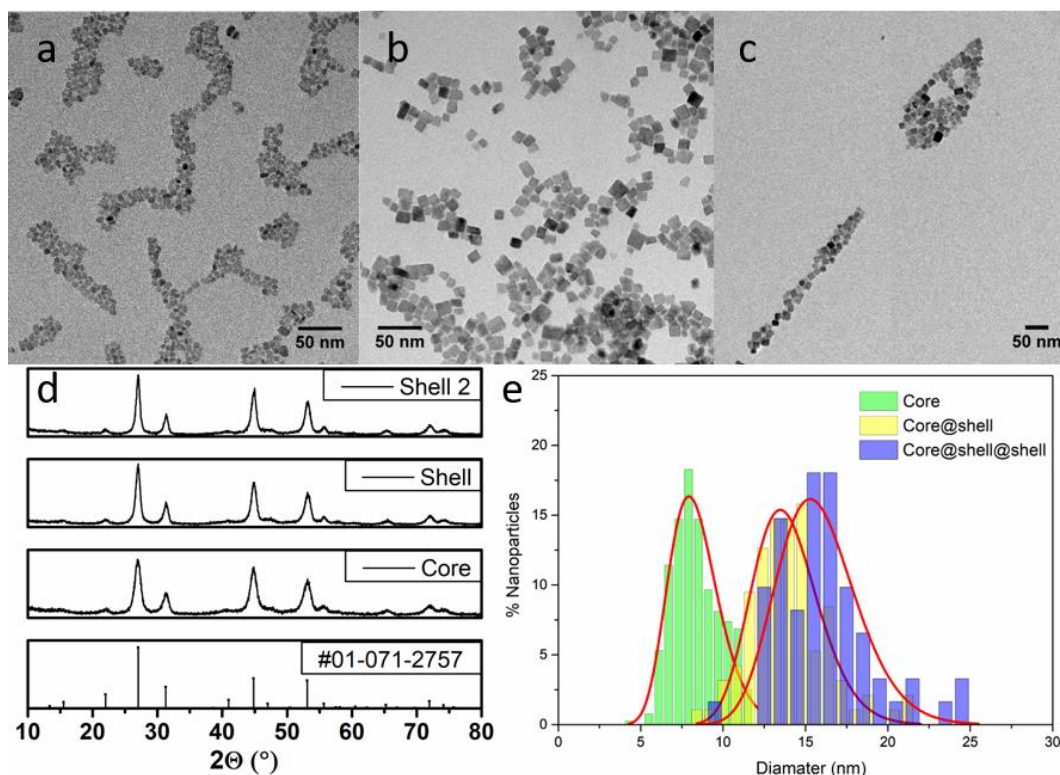 a
b
c
50 nm
50 nm
50 nm
d
Shell 2
Shell
Core
#01-071-2757
10 20 30 40 50 60 70 80
2Θ (°)
e
25
20
15
10
5
0
% Nanoparticles
Core
Core@shell
Core@shell@shell
0 5 10 15 20 25 30
Diamater (nm)